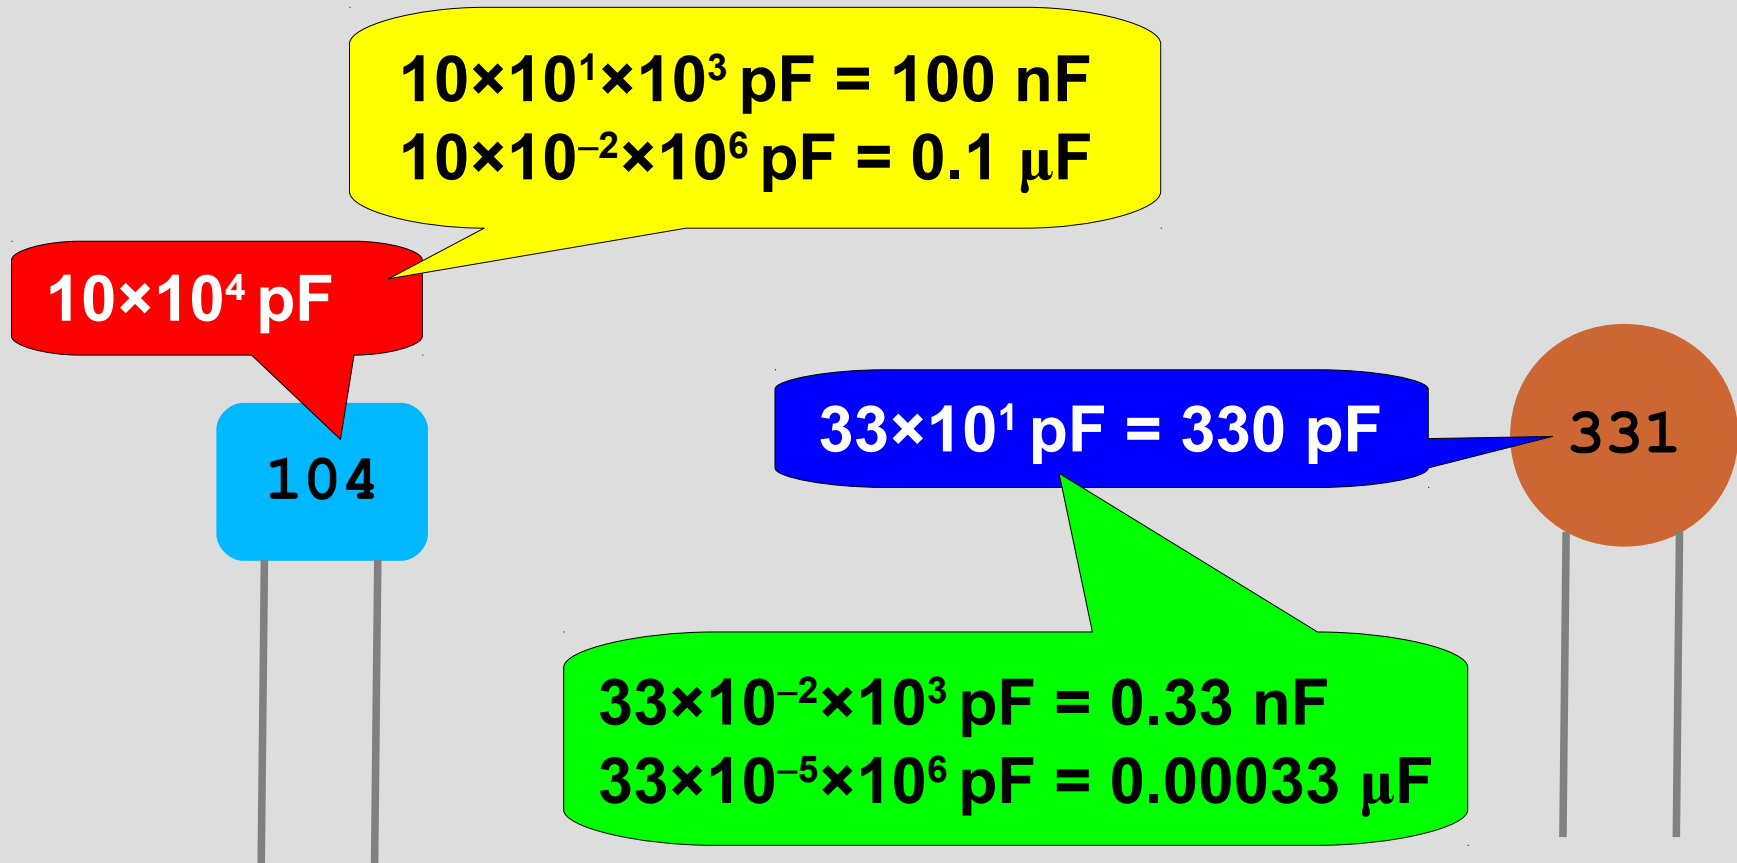 10×10¹×10³ pF = 100 nF
10×10⁻²×10⁶ pF = 0.1 µF
10×10⁴ pF
104
33×10¹ pF = 330 pF
331
33×10⁻²×10³ pF = 0.33 nF
33×10⁻⁵×10⁶ pF = 0.00033 µF